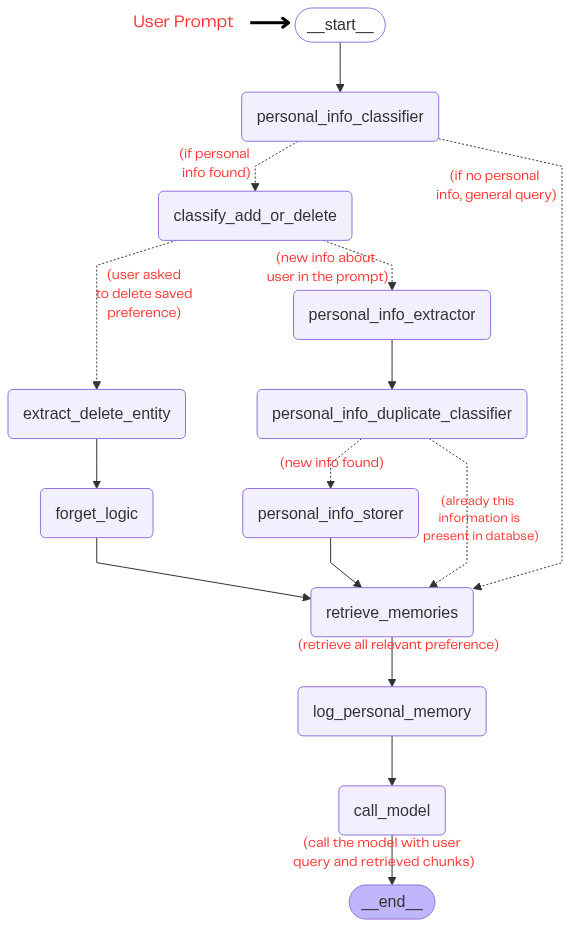 User Prompt
__start__
personal_info_classifier
(if personal
info found)
(if no personal
info, general query)
classify_add_or_delete
(user asked
to delete saved
preference)
(new info about
user in the prompt)
personal_info_extractor
extract_delete_entity
personal_info_duplicate_classifier
(new info found)
(already this
information is
present in databse)
forget_logic
personal_info_storer
retrieve_memories
(retrieve all relevant preference)
log_personal_memory
call_model
(call the model with user
query and retrieved chunks)
__end__